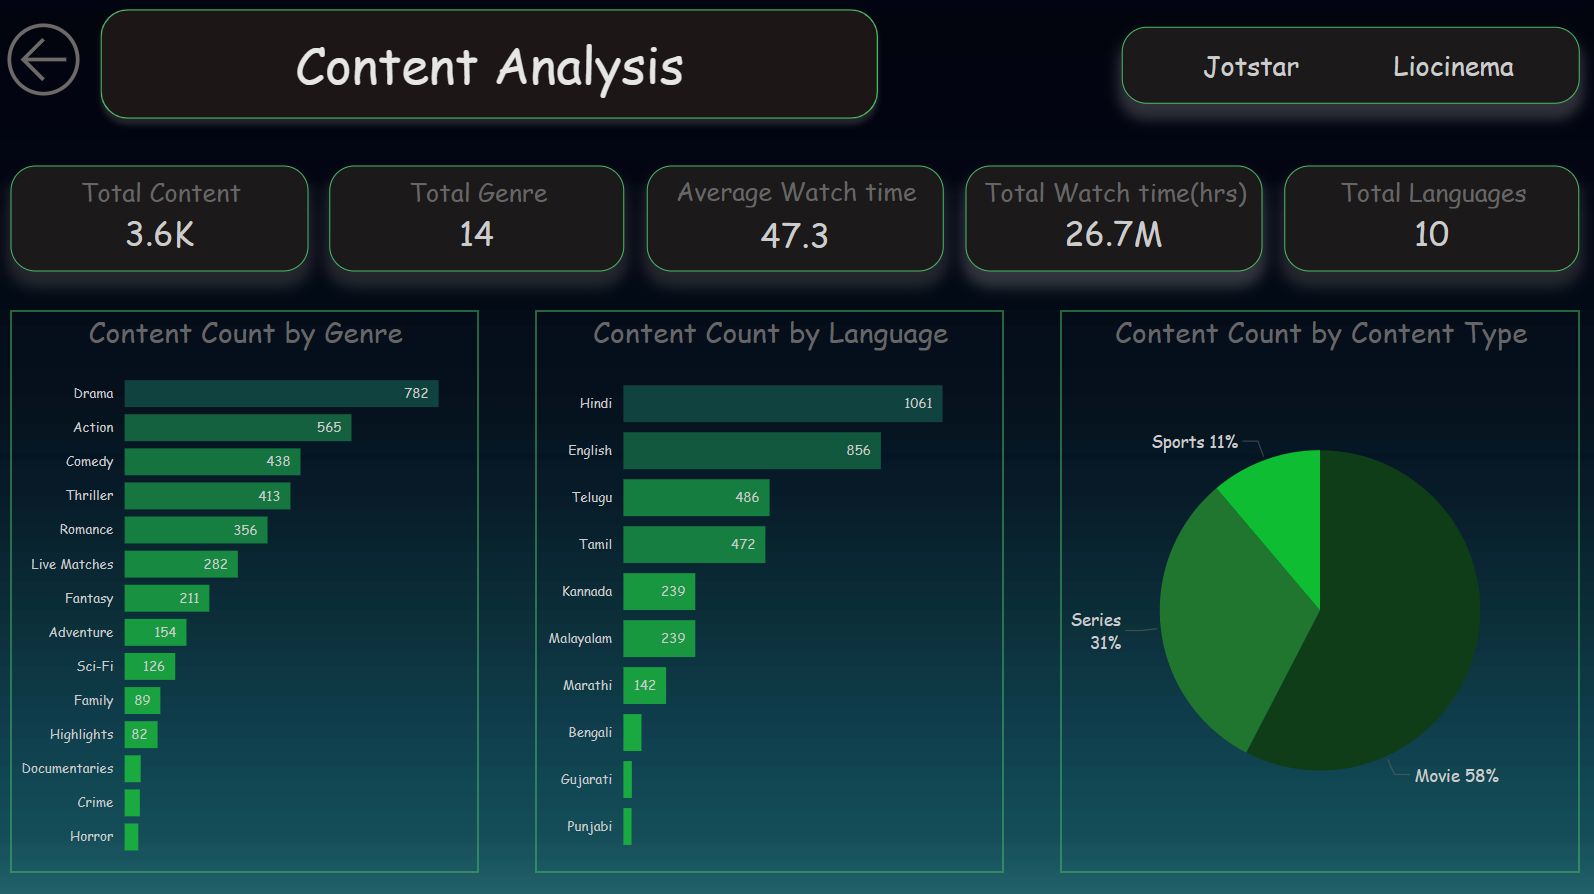 Content Analysis
Jotstar
Liocinema
Total Content
3.6K
Total Genre
14
Average Watch time
47.3
Total Watch time(hrs)
26.7M
Total Languages
10
Content Count by Genre
Drama 782
Action 565
Comedy 438
Thriller 413
Romance 356
Live Matches 282
Fantasy 211
Adventure 154
Sci-Fi 126
Family 89
Highlights 82
Documentaries
Crime
Horror
Content Count by Language
Hindi 1061
English 856
Telugu 486
Tamil 472
Kannada 239
Malayalam 239
Marathi 142
Bengali
Gujarati
Punjabi
Content Count by Content Type
Sports 11%
Series
31%
Movie 58%